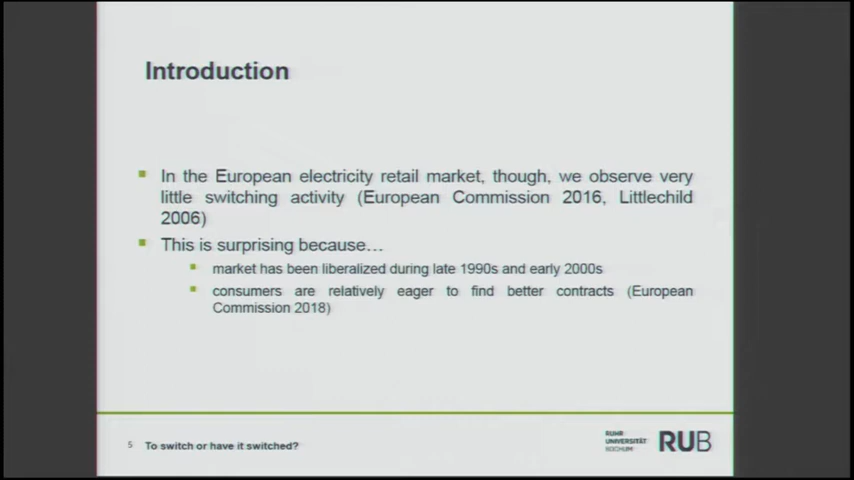 Introduction
In the European electricity retail market, though, we observe very
little switching activity (European Commission 2016, Littlechild
2006)
This is surprising because…
market has been liberalized during late 1990s and early 2000s
consumers are relatively eager to find better contracts (European
Commission 2018)
5 To switch or have it switched?
RUHR
UNIVERSITÄT
BOCHUM
RUB